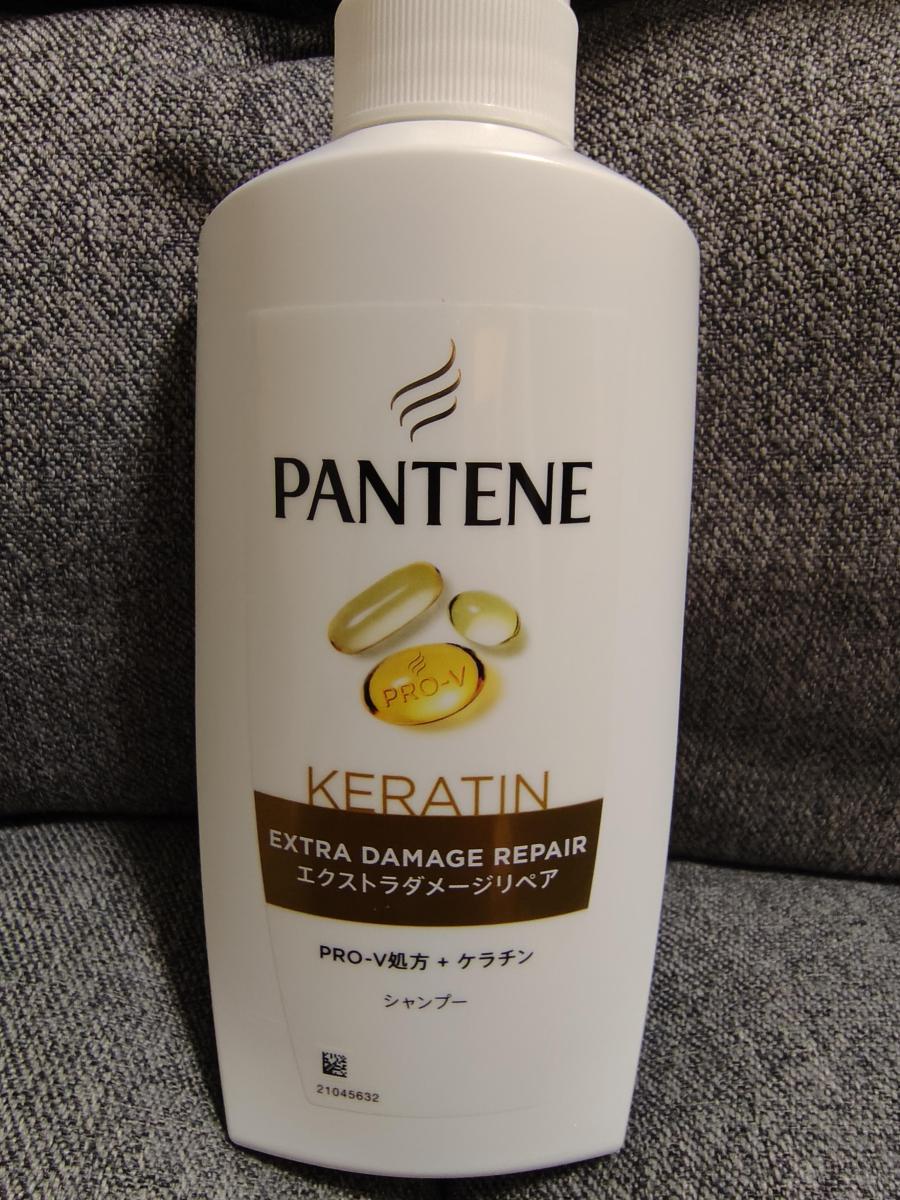 PANTENE
PRO-V
KERATIN
EXTRA DAMAGE REPAIR
エクストラダメージリペア
PRO-V処方 + ケラチン
シャンプー
21045632